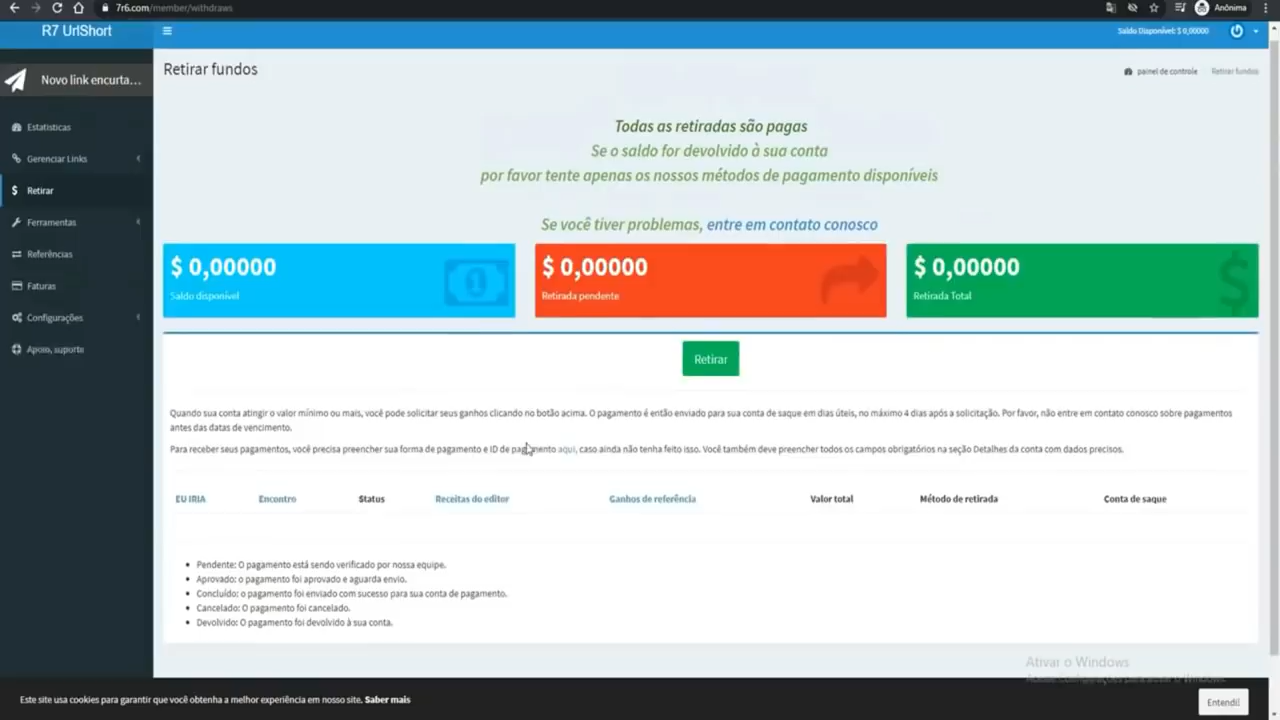 7r6.com/member/withdraws
Anônima
R7 UrlShort
Saldo Disponível: $ 0,00000
Novo link encurta...
Retirar fundos
painel de controle
Retirar fundos
Estatísticas
Gerenciar Links
Retirar
Ferramentas
Referências
Faturas
Configurações
Apoio, suporte
Todas as retiradas são pagas
Se o saldo for devolvido à sua conta
por favor tente apenas os nossos métodos de pagamento disponíveis
Se você tiver problemas, entre em contato conosco
$ 0,00000
Saldo disponível
$ 0,00000
Retirada pendente
$ 0,00000
Retirada Total
Retirar
Quando sua conta atingir o valor mínimo ou mais, você pode solicitar seus ganhos clicando no botão acima. O pagamento é então enviado para sua conta de saque em dias úteis, no máximo 4 dias após a solicitação. Por favor, não entre em contato conosco sobre pagamentos
antes das datas de vencimento.
Para receber seus pagamentos, você precisa preencher sua forma de pagamento e ID de pagamento aqui, caso ainda não tenha feito isso. Você também deve preencher todos os campos obrigatórios na seção Detalhes da conta com dados precisos.
EU IRIA Encontro Status Receitas do editor Ganhos de referência Valor total Método de retirada Conta de saque
Pendente: O pagamento está sendo verificado por nossa equipe.
Aprovado: o pagamento foi aprovado e aguarda envio.
Concluído: o pagamento foi enviado com sucesso para sua conta de pagamento.
Cancelado: O pagamento foi cancelado.
Devolvido: O pagamento foi devolvido à sua conta.
Ativar o Windows
Este site usa cookies para garantir que você obtenha a melhor experiência em nosso site. Saber mais
Entendi!